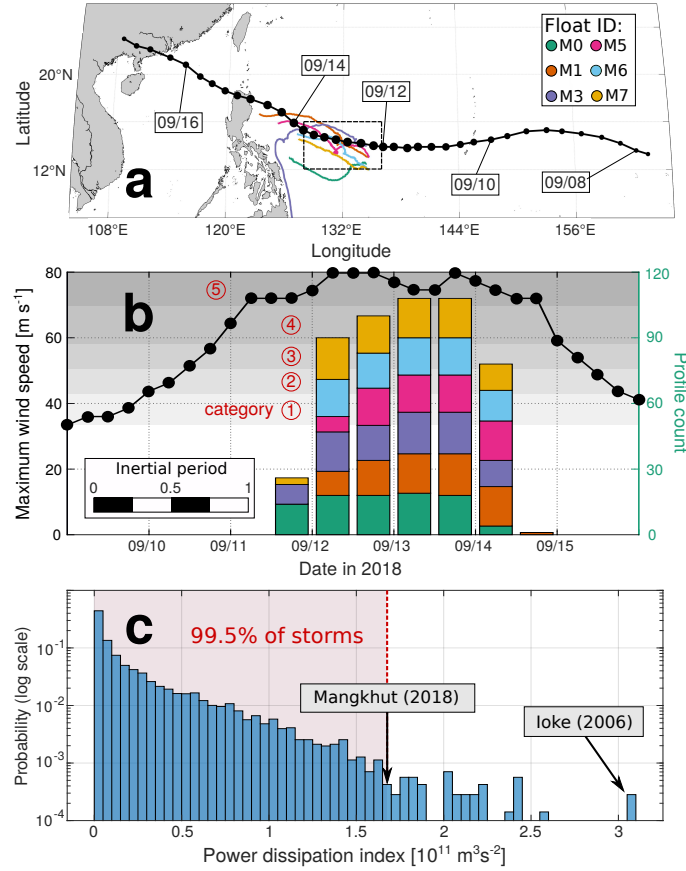 Float ID:
M0 M5
M1 M6
M3 M7
20°N
12°N
Latitude
09/14
09/12
09/16
09/10
09/08
a
108°E 120°E 132°E 144°E 156°E
Longitude
b
80
60
40
20
0
Maximum wind speed [m s-1]
120
90
60
30
0
Profile count
5
4
3
2
category 1
Inertial period
0 0.5 1
09/10 09/11 09/12 09/13 09/14 09/15
Date in 2018
c
99.5% of storms
Mangkhut (2018)
Ioke (2006)
10-1
10-2
10-3
10-4
Probability (log scale)
0 0.5 1 1.5 2 2.5 3
Power dissipation index [10^11 m^3s^-2]